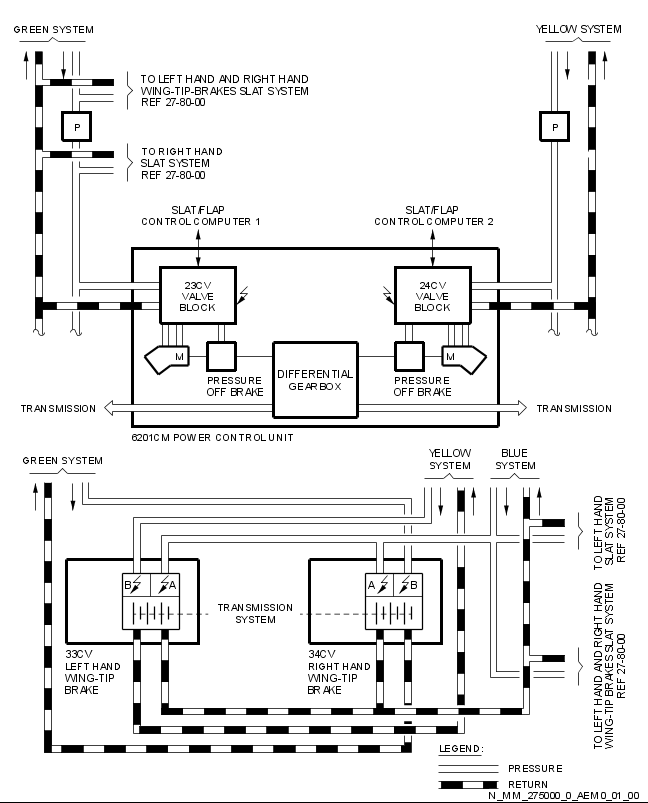 GREEN SYSTEM
YELLOW SYSTEM
TO LEFT HAND AND RIGHT HAND
WING-TIP-BRAKES SLAT SYSTEM
REF 27-80-00
P
P
TO RIGHT HAND
SLAT SYSTEM
REF 27-80-00
SLAT/FLAP
CONTROL COMPUTER 1
SLAT/FLAP
CONTROL COMPUTER 2
23CV
VALVE
BLOCK
24CV
VALVE
BLOCK
M
M
PRESSURE
OFF BRAKE
DIFFERENTIAL
GEARBOX
PRESSURE
OFF BRAKE
TRANSMISSION
TRANSMISSION
6201CM POWER CONTROL UNIT
GREEN SYSTEM
YELLOW
SYSTEM
BLUE
SYSTEM
TO LEFT HAND
SLAT SYSTEM
REF 27-80-00
B
A
A
B
TRANSMISSION
SYSTEM
33CV
LEFT HAND
WING-TIP
BRAKE
34CV
RIGHT HAND
WING-TIP
BRAKE
TO LEFT HAND AND RIGHT HAND
WING-TIP BRAKES SLAT SYSTEM
REF 27-80-00
LEGEND:
PRESSURE
RETURN
N_MM_275000_0_AEM0_01_00